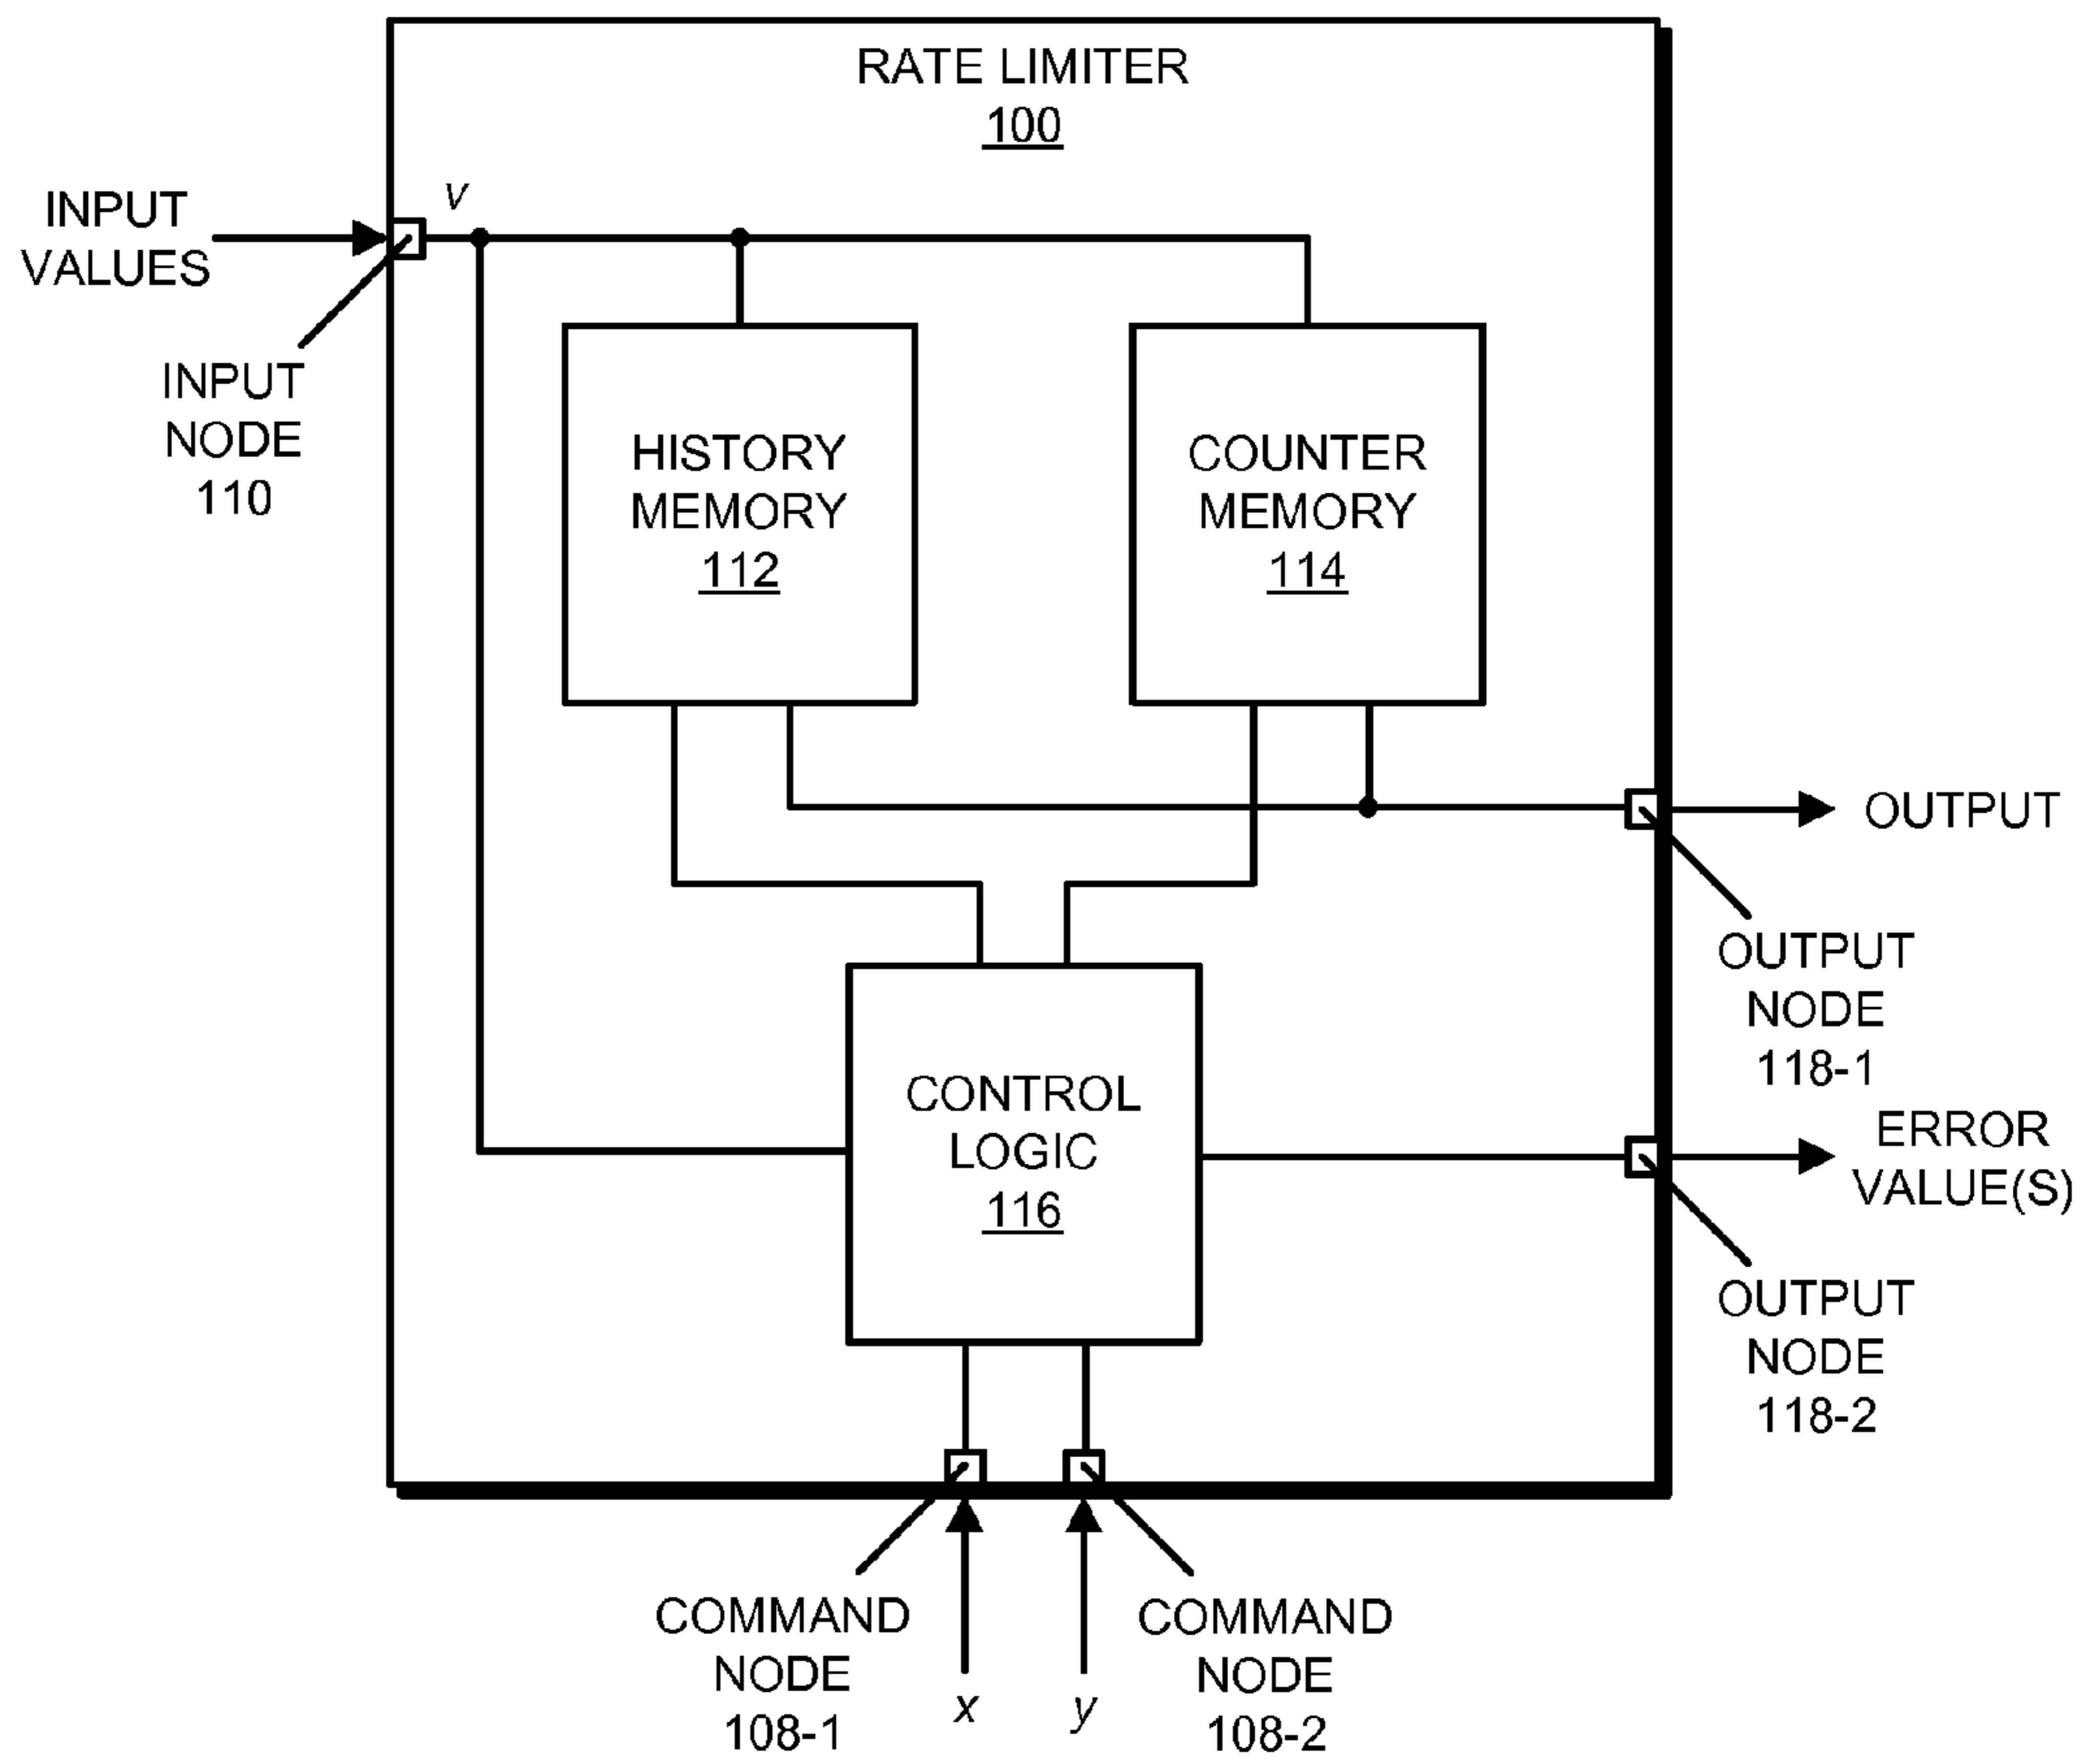 RATE LIMITER
100
INPUT
VALUES
v
INPUT
NODE
110
HISTORY
MEMORY
112
COUNTER
MEMORY
114
OUTPUT
OUTPUT
NODE
118-1
CONTROL
LOGIC
116
ERROR
VALUE(S)
OUTPUT
NODE
118-2
COMMAND
NODE
108-1
x
y
COMMAND
NODE
108-2